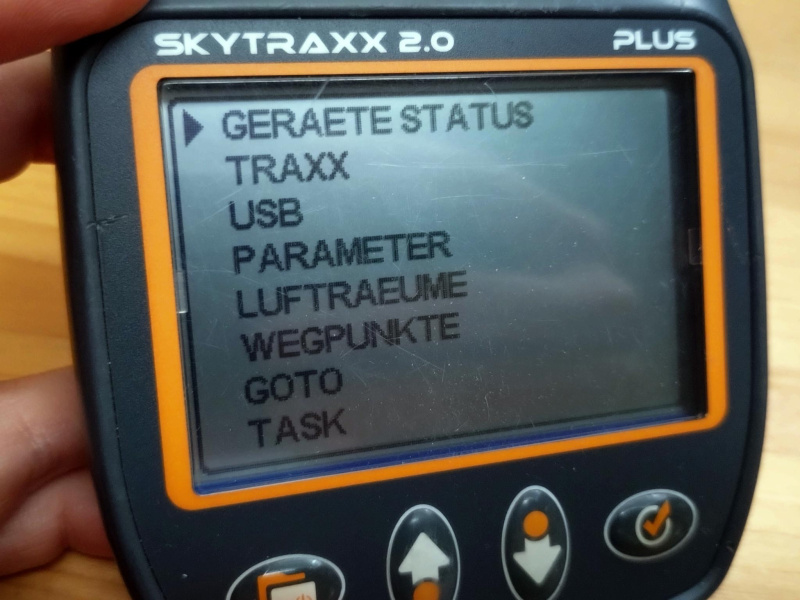 SKYTRAXX 2.0 PLUS
GERAETE STATUS
TRAXX
USB
PARAMETER
LUFTRAEUME
WEGPUNKTE
GOTO
TASK